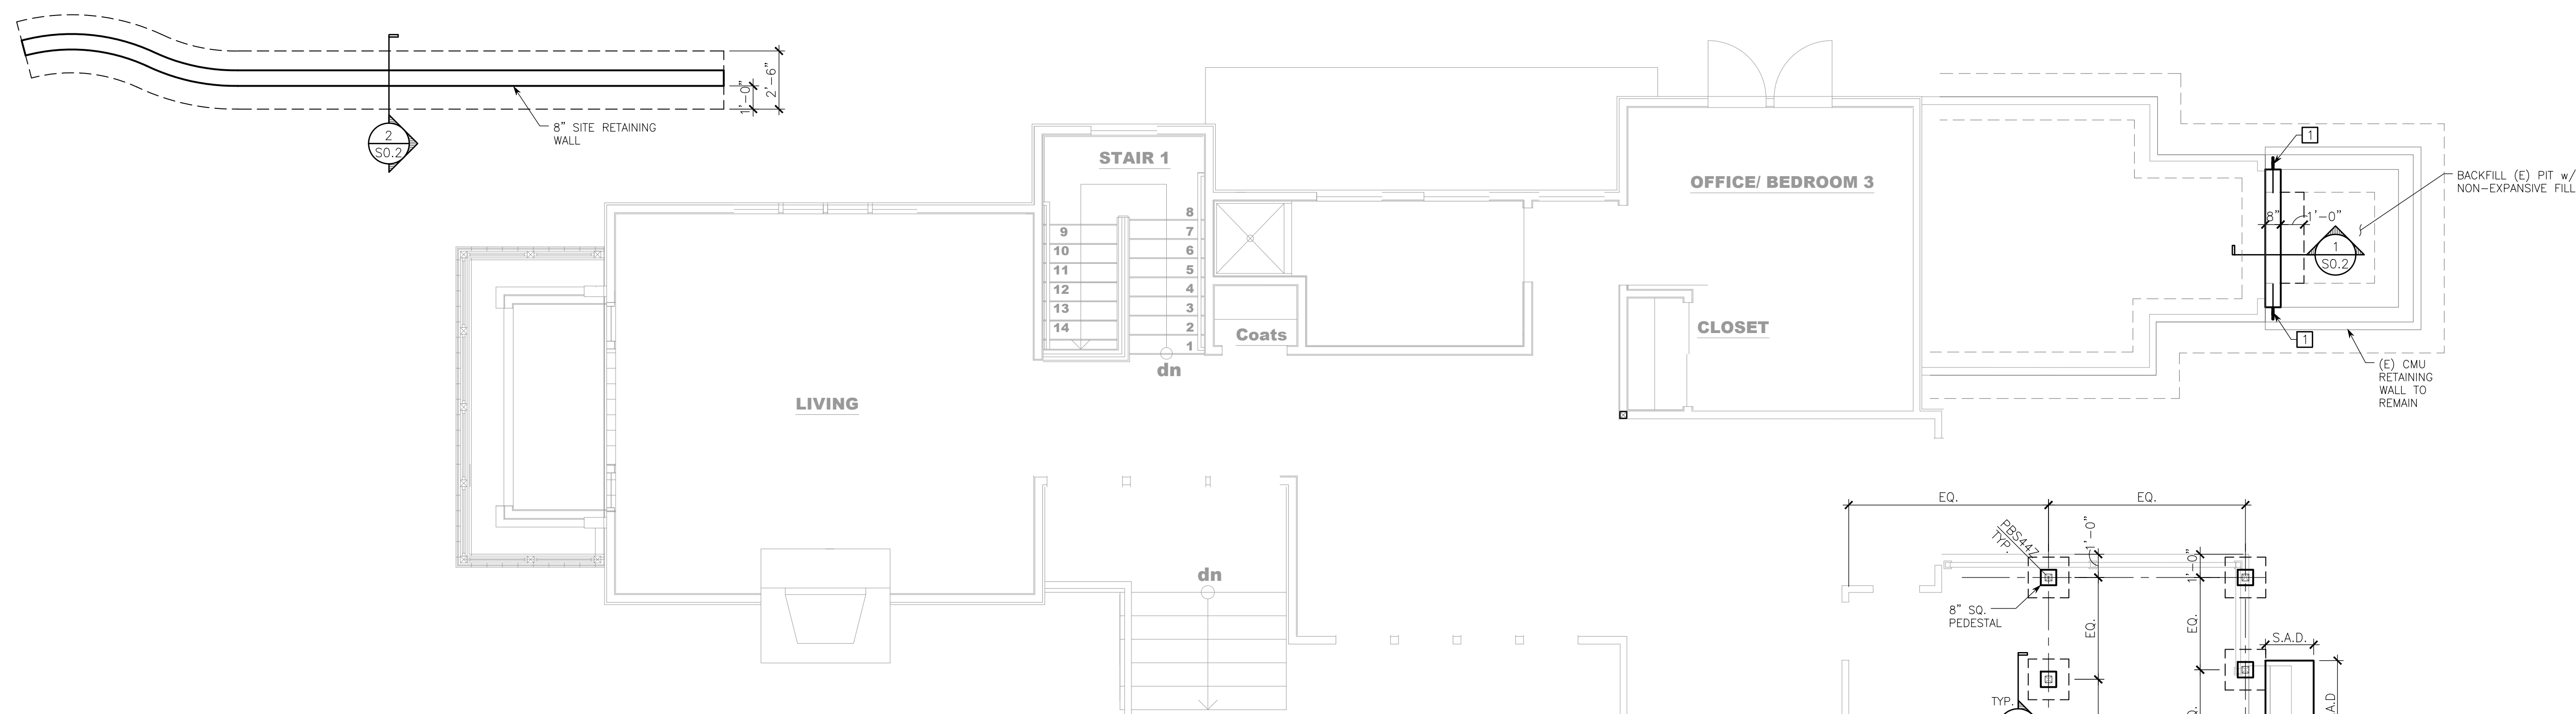 2'-6"
1'-0"
8" SITE RETAINING
WALL
2
S0.2
STAIR 1
8
7
6
5
4
3
2
1
9
10
11
12
13
14
dn
Coats
LIVING
OFFICE/ BEDROOM 3
CLOSET
1
BACKFILL (E) PIT w/
NON-EXPANSIVE FILL
8"
1'-0"
1
S0.2
1
(E) CMU
RETAINING
WALL TO
REMAIN
dn
EQ.
EQ.
PBS44Z
TYP.
1'-0"
1'-0"
8" SQ.
PEDESTAL
EQ.
EQ.
S.A.D.
TYP.